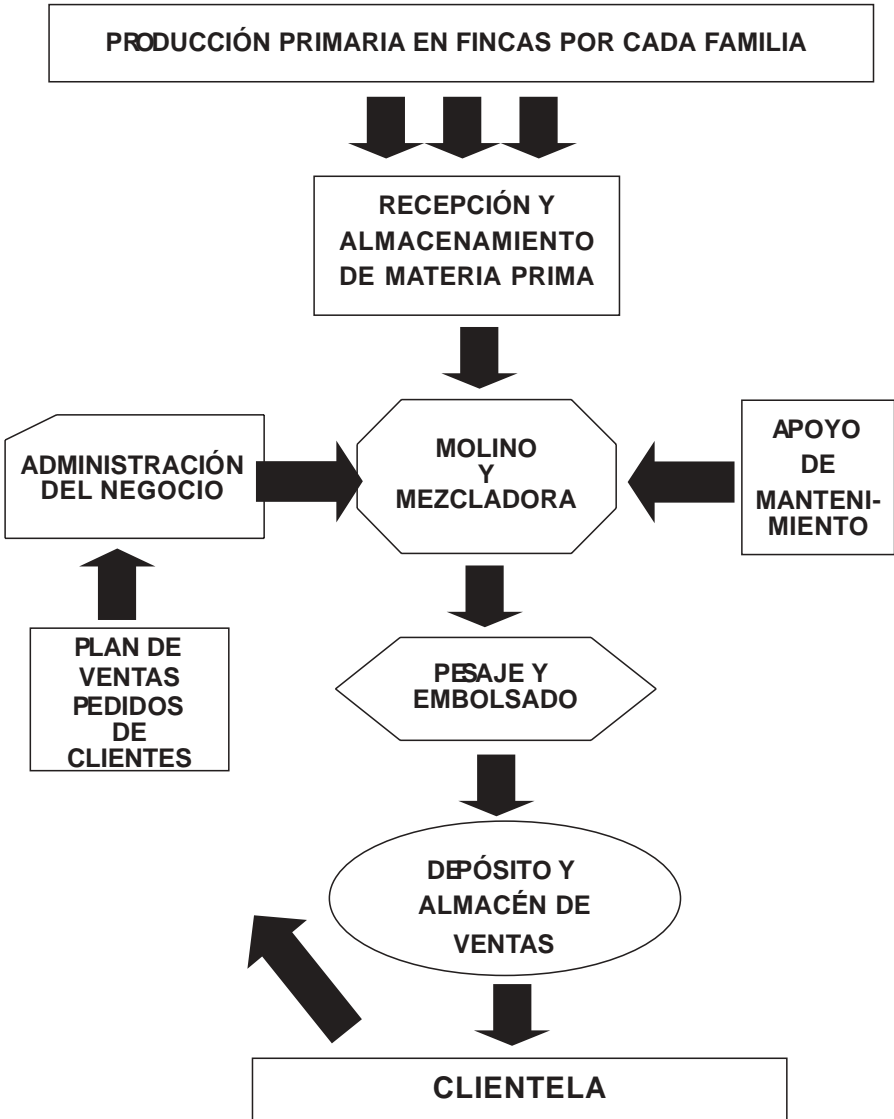 PRODUCCIÓN PRIMARIA EN FINCAS POR CADA FAMILIA
RECEPCIÓN Y
ALMACENAMIENTO
DE MATERIA PRIMA
ADMINISTRACIÓN
DEL NEGOCIO
MOLINO
Y
MEZCLADORA
APOYO
DE
MANTENI-
MIENTO
PLAN DE
VENTAS
PEDIDOS
DE
CLIENTES
PESAJE Y
EMBOLSADO
DEPÓSITO Y
ALMACÉN DE
VENTAS
CLIENTELA